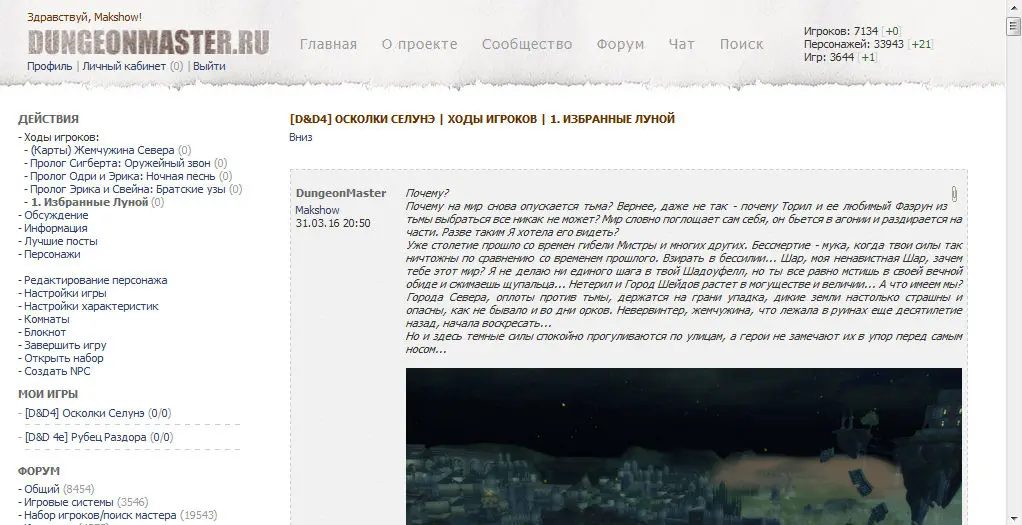 Здравствуй, Makshow!
DUNGEONMASTER.RU
Профиль | Личный кабинет (0) | Выйти
Главная О проекте Сообщество Форум Чат Поиск
Игроков: 7134 [+0]
Персонажей: 33943 [+21]
Игр: 3644 [+1]
ДЕЙСТВИЯ
- Ходы игроков:
- (Карты) Жемчужина Севера (0)
- Пролог Сигберта: Оружейный звон (0)
- Пролог Одри и Эрика: Ночная песнь (0)
- Пролог Эрика и Свейна: Братские узы (0)
- 1. Избранные Луной (0)
- Обсуждение
- Информация
- Лучшие посты
- Персонажи
- Редактирование персонажа
- Настройки игры
- Настройки характеристик
- Комнаты
- Блокнот
- Завершить игру
- Открыть набор
- Создать NPC
МОИ ИГРЫ
- [D&D4] Осколки Селунэ (0/0)
- [D&D 4e] Рубец Раздора (0/0)
ФОРУМ
- Общий (8454)
- Игровые системы (3546)
- Набор игроков/поиск мастера (19543)
[D&D4] ОСКОЛКИ СЕЛУНЭ | ХОДЫ ИГРОКОВ | 1. ИЗБРАННЫЕ ЛУНОЙ
Вниз
DungeonMaster
Makshow
31.03.16 20:50
Почему?
Почему на мир снова опускается тьма? Вернее, даже не так - почему Торил и ее любимый Фаэрун из
тьмы выбраться все никак не может? Мир словно поглощает сам себя, он бьется в агонии и раздирается на
части. Разве таким Я хотела его видеть?
Уже столетие прошло со времен гибели Мистры и многих других. Бессмертие - мука, когда твои силы так
ничтожны по сравнению со временем прошлого. Взирать в бессилии... Шар, моя ненавистная Шар, зачем
тебе этот мир? Я не делаю ни единого шага в твой Шадоуфелл, но ты все равно мстишь в своей вечной
обиде и сжимаешь щупальца... Нетерил и Город Шейдов растет в могуществе и величии... А что имеем мы?
Города Севера, оплоты против тьмы, держатся на грани упадка, дикие земли настолько страшны и
опасны, как не бывало и во дни орков. Невервинтер, жемчужина, что лежала в руинах еще десятилетие
назад, начала воскресать...
Но и здесь темные силы спокойно прогуливаются по улицам, а герои не замечают их в упор перед самым
носом...